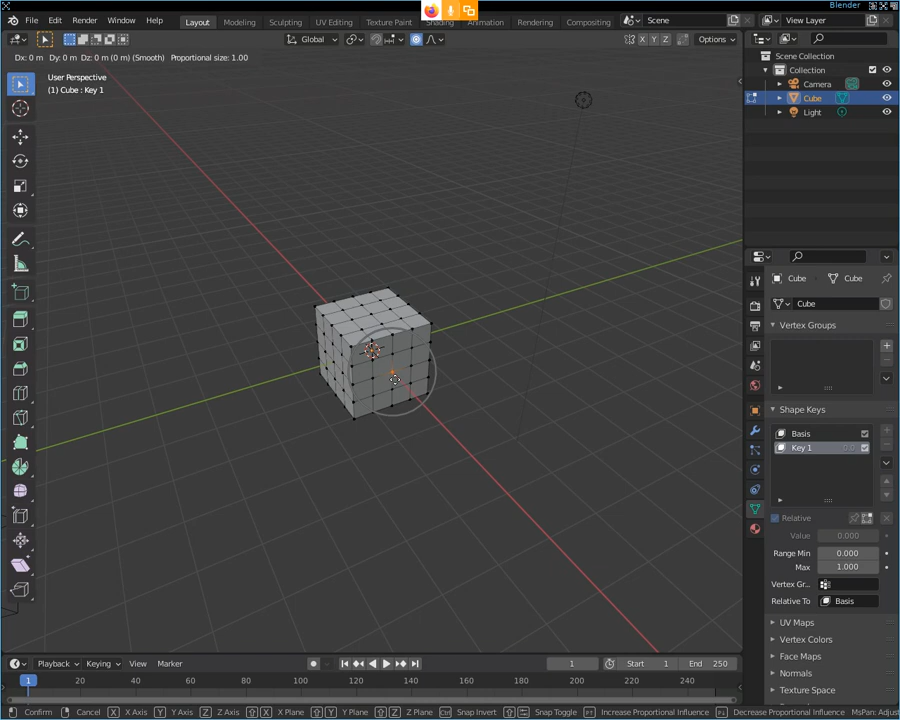 Blender
File Edit Render Window Help Layout Modeling Sculpting UV Editing Texture Paint Shading Animation Rendering Compositing Scene View Layer
Global X Y Z Options
Dx: 0 m Dy: 0 m Dz: 0 m (0 m) (Smooth) Proportional size: 1.00
User Perspective
(1) Cube : Key 1
Scene Collection
Collection
Camera
Cube
Light
Cube Cube
Cube
Vertex Groups
Shape Keys
Basis
Key 1 0.0
Relative
Value 0.000
Range Min 0.000
Max 1.000
Vertex Gr...
Relative To Basis
UV Maps
Vertex Colors
Face Maps
Normals
Texture Space
Playback Keying View Marker 1 Start 1 End 250
1 20 40 60 80 100 120 140 160 180 200 220 240
Confirm Cancel X X Axis Y Y Axis Z Z Axis X X Plane Y Y Plane Z Z Plane Ctrl Snap Invert Snap Toggle Increase Proportional Influence Decrease Proportional Influence MsPan: Adjust